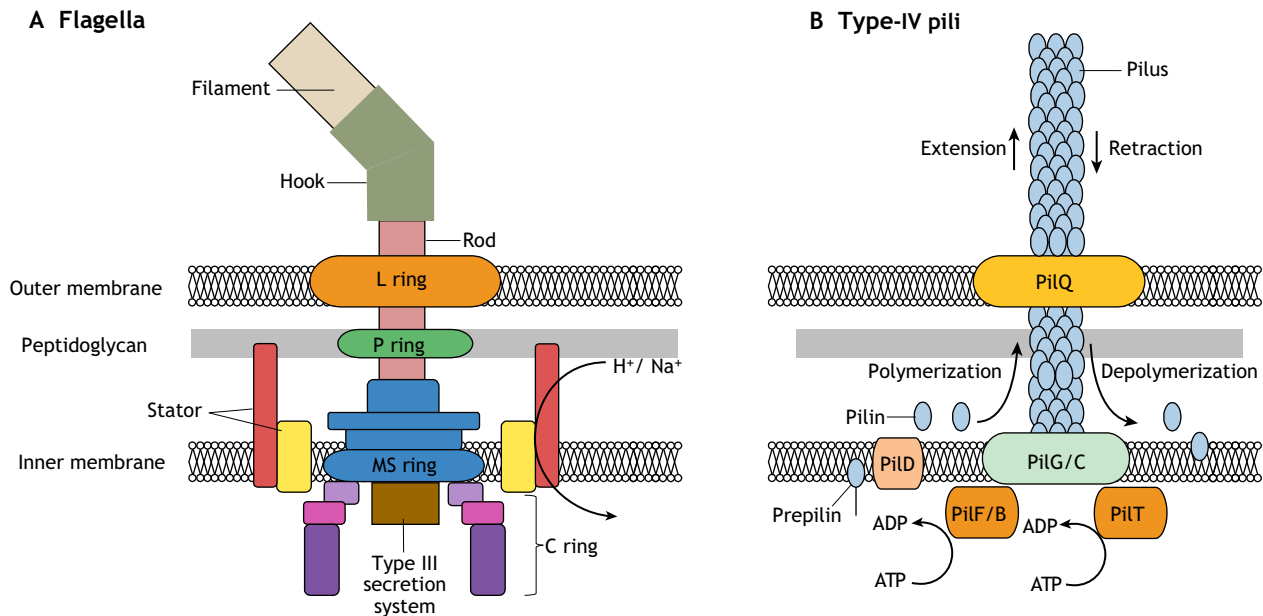 A Flagella
Filament
Hook
Rod
L ring
Outer membrane
P ring
Peptidoglycan
H⁺/ Na⁺
Stator
MS ring
Inner membrane
C ring
Type III
secretion
system
B Type-IV pili
Pilus
Extension
Retraction
PilQ
Polymerization
Depolymerization
Pilin
PilD
PilG/C
Prepilin
PilF/B
PilT
ADP
ADP
ATP
ATP